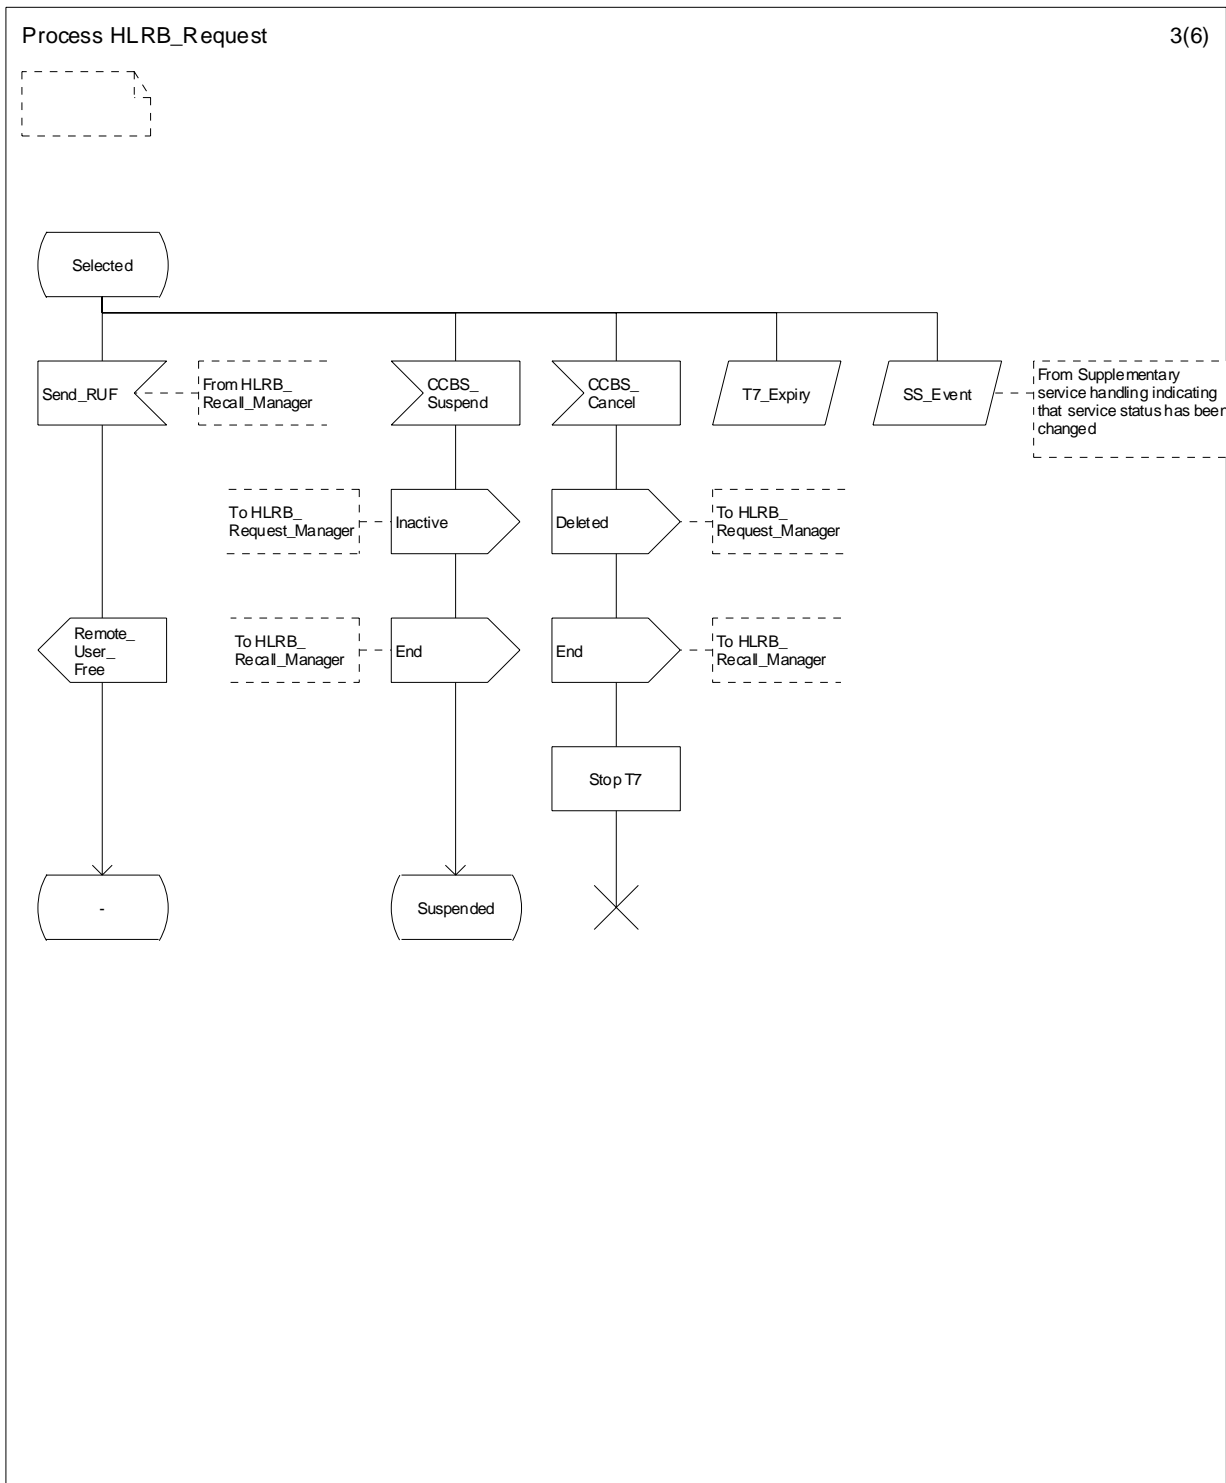 Process HLRB_Request
3(6)
Selected
Send_RUF
From HLRB_
Recall_Manager
CCBS_
Suspend
CCBS_
Cancel
T7_Expiry
SS_Event
From Supplementary
service handling indicating
that service status has been
changed
To HLRB_
Request_Manager
Inactive
Deleted
To HLRB_
Request_Manager
Remote_
User_
Free
To HLRB_
Recall_Manager
End
End
To HLRB_
Recall_Manager
Stop T7
-
Suspended